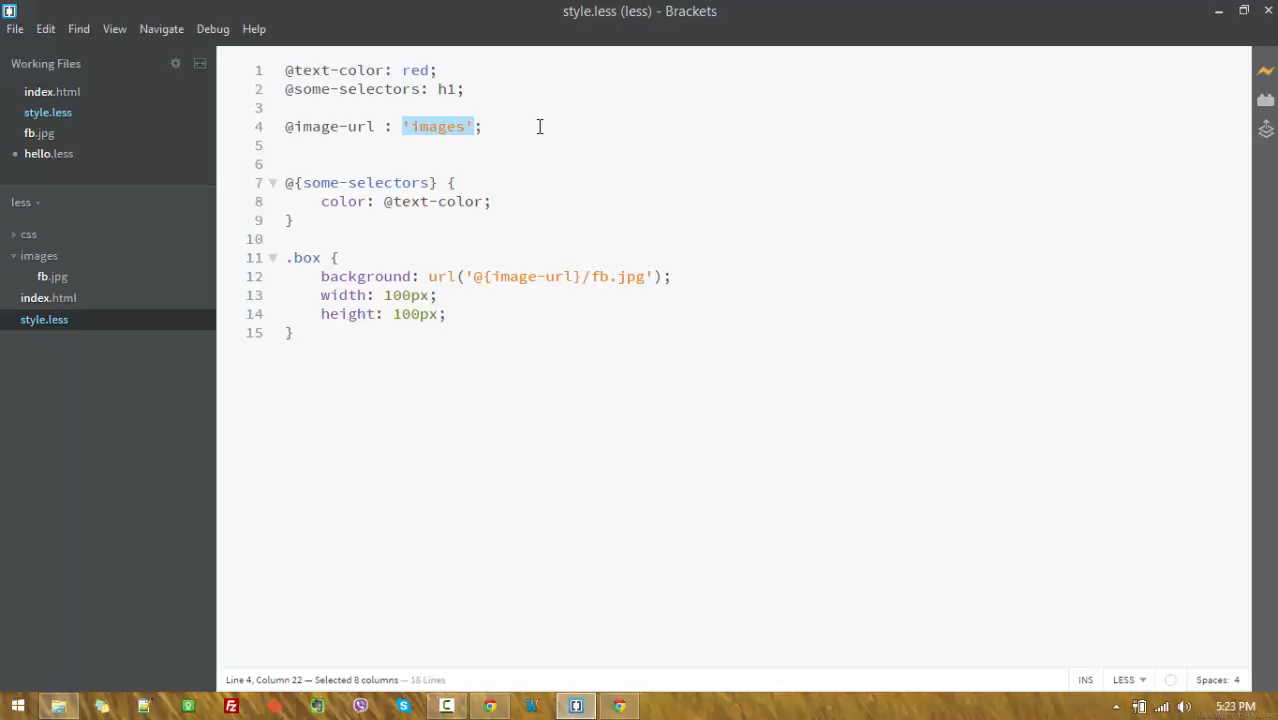 style.less (less) - Brackets
File Edit Find View Navigate Debug Help
Working Files
index.html
style.less
fb.jpg
hello.less
less
css
images
fb.jpg
index.html
style.less
1 @text-color: red;
2 @some-selectors: h1;
3
4 @image-url : 'images';
5
6
7 @{some-selectors} {
8 color: @text-color;
9 }
10
11 .box {
12 background: url('@{image-url}/fb.jpg');
13 width: 100px;
14 height: 100px;
15 }
Line 4, Column 22 — Selected 8 columns — 15 Lines
INS LESS Spaces: 4
5:23 PM